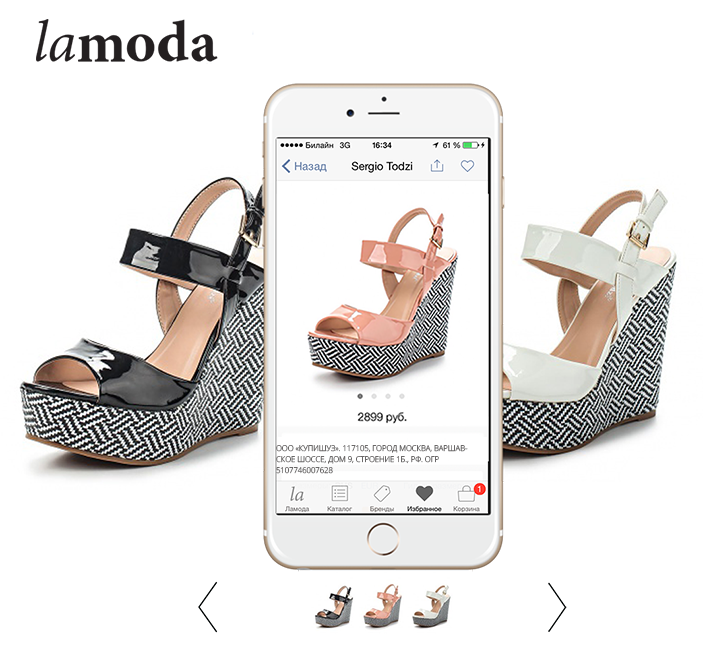 lamoda
Билайн 3G 16:34 61 %
Назад Sergio Todzi
2899 руб.
ООО «КУПИШУЗ». 117105, ГОРОД МОСКВА, ВАРШАВ-
СКОЕ ШОССЕ, ДОМ 9, СТРОЕНИЕ 1Б., РФ. ОГР
5107746007628
la 1
Ламода Каталог Бренды Избранное Корзина